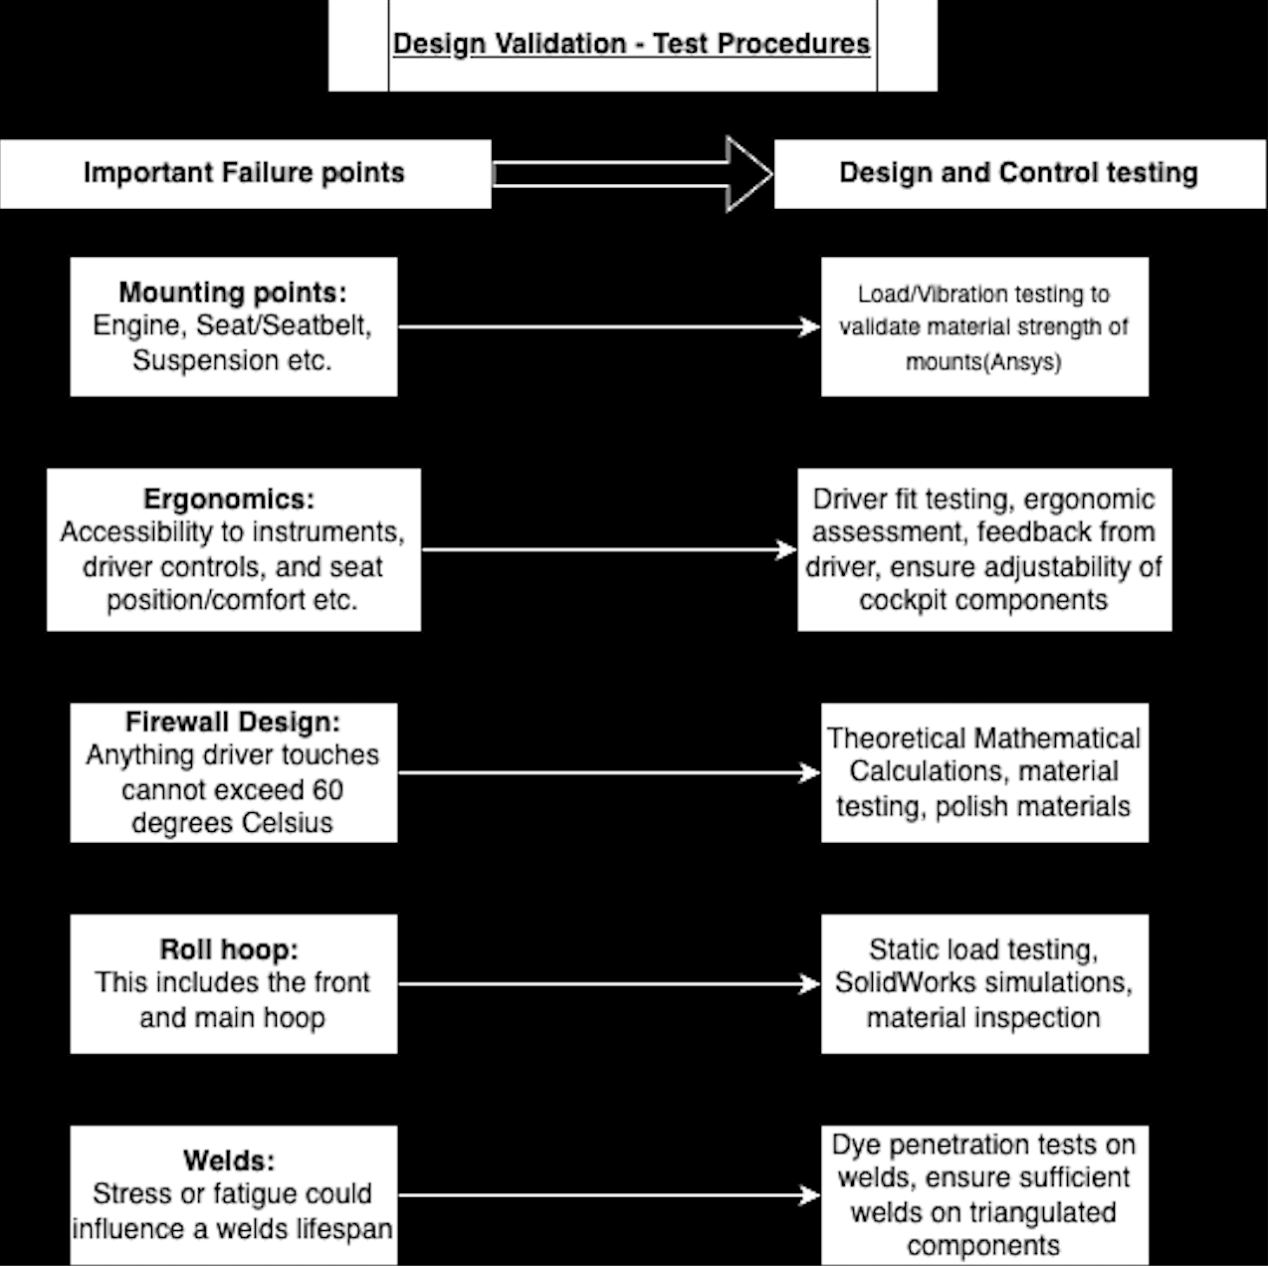 Design Validation - Test Procedures
Important Failure points
Design and Control testing
Mounting points:
Engine, Seat/Seatbelt,
Suspension etc.
Load/Vibration testing to
validate material strength of
mounts(Ansys)
Ergonomics:
Accessibility to instruments,
driver controls, and seat
position/comfort etc.
Driver fit testing, ergonomic
assessment, feedback from
driver, ensure adjustability of
cockpit components
Firewall Design:
Anything driver touches
cannot exceed 60
degrees Celsius
Theoretical Mathematical
Calculations, material
testing, polish materials
Roll hoop:
This includes the front
and main hoop
Static load testing,
SolidWorks simulations,
material inspection
Welds:
Stress or fatigue could
influence a welds lifespan
Dye penetration tests on
welds, ensure sufficient
welds on triangulated
components